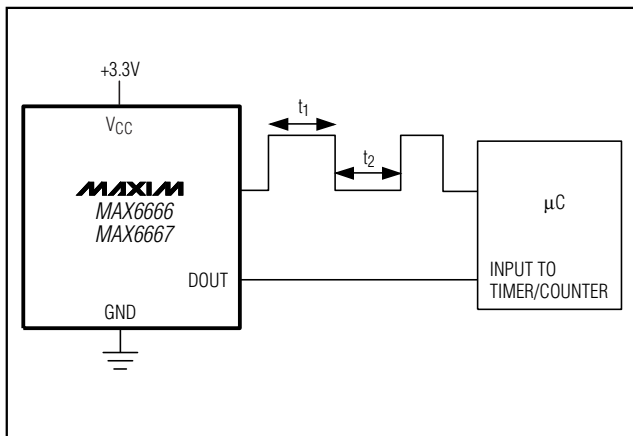 +3.3V
VCC
MAXIM
MAX6666
MAX6667
DOUT
GND
t1
t2
μC
INPUT TO
TIMER/COUNTER